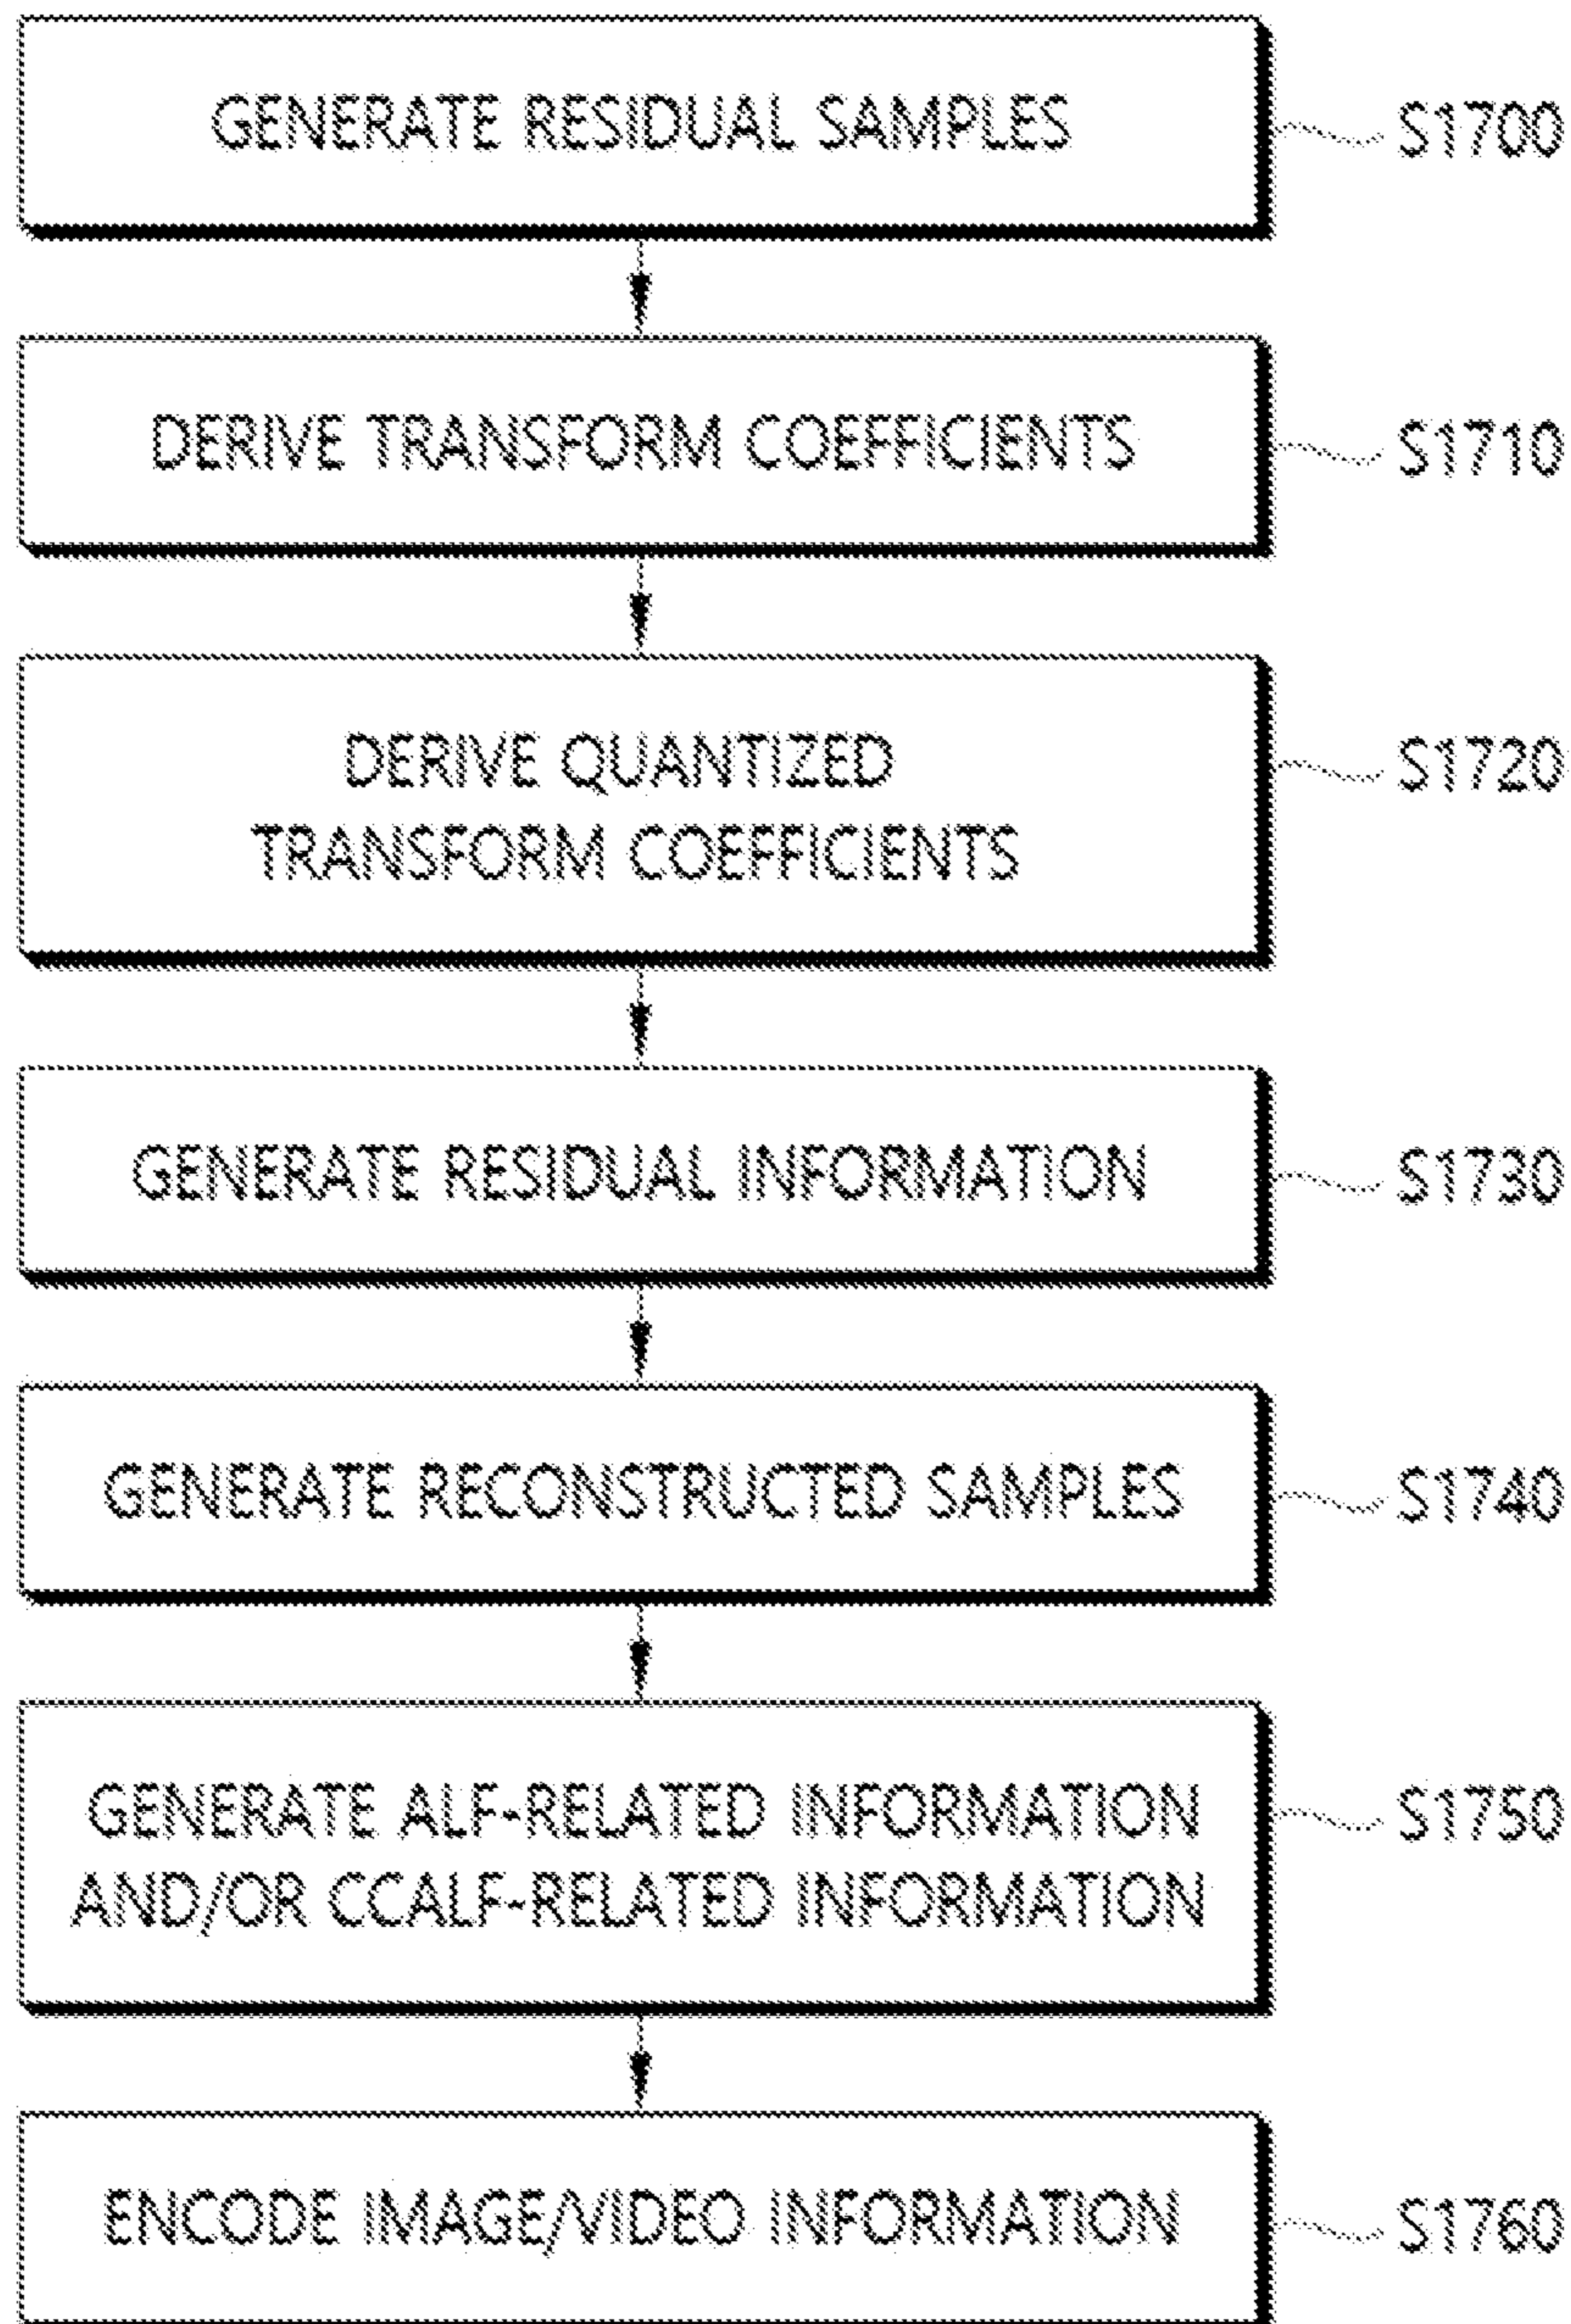 GENERATE RESIDUAL SAMPLES
S1700
DERIVE TRANSFORM COEFFICIENTS
S1710
DERIVE QUANTIZED
TRANSFORM COEFFICIENTS
S1720
GENERATE RESIDUAL INFORMATION
S1730
GENERATE RECONSTRUCTED SAMPLES
S1740
GENERATE ALF-RELATED INFORMATION
AND/OR CCALF-RELATED INFORMATION
S1750
ENCODE IMAGE/VIDEO INFORMATION
S1760